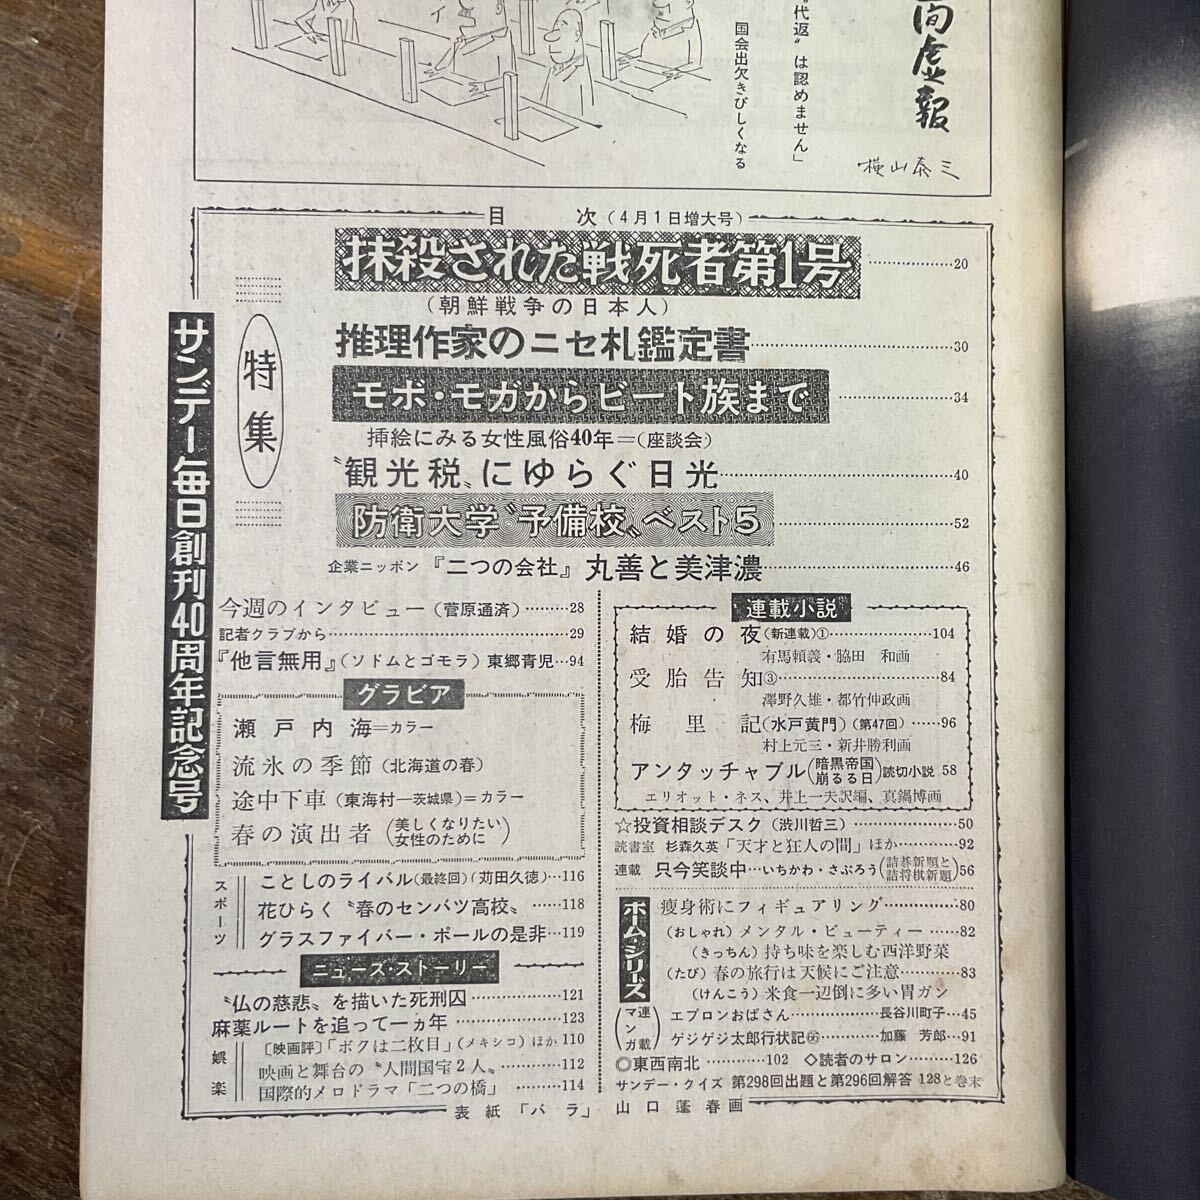 間虚報
横山泰三
〝代返〟は認めません」
国会出欠きびしくなる
目次（4月1日増大号）
サンデー毎日創刊40周年記念号
特集
抹殺された戦死者第1号……20
（朝鮮戦争の日本人）
推理作家のニセ札鑑定書……30
モボ・モガからビート族まで……34
挿絵にみる女性風俗40年＝（座談会）
〝観光税〟にゆらぐ日光……40
防衛大学〝予備校〟ベスト5……52
企業ニッポン『二つの会社』丸善と美津濃……46
今週のインタビュー（菅原通済）……28
記者クラブから……29
『他言無用』（ソドムとゴモラ）東郷青児…94
グラビア
瀬戸内海＝カラー
流氷の季節（北海道の春）
途中下車（東海村―茨城県）＝カラー
春の演出者（美しくなりたい女性のために）
スポーツ
ことしのライバル（最終回）（苅田久徳）…116
花ひらく〝春のセンバツ高校〟……118
グラスファイバー・ポールの是非…119
ニューズ・ストーリー
〝仏の慈悲〟を描いた死刑囚……121
麻薬ルートを追って一ヵ年……123
娯楽
〔映画評〕「ボクは二枚目」（メキシコ）ほか 110
映画と舞台の〝人間国宝2人〟……112
国際的メロドラマ「二つの橋」……114
連載小説
結婚の夜（新連載）①……104
有馬頼義・脇田 和画
受胎告知③……84
澤野久雄・都竹伸政画
梅里記（水戸黄門）（第47回）……96
村上元三・新井勝利画
アンタッチャブル（暗黒帝国崩るる日）読切小説 58
エリオット・ネス、井上一夫訳編、真鍋博画
☆投資相談デスク（渋川哲三）……50
読書室 杉森久英「天才と狂人の間」ほか……92
連載 只今笑談中…いちかわ・さぶろう（詰碁新題と詰将棋新題）56
ホーム・シリーズ
痩身術にフィギュアリング……80
（おしゃれ）メンタル・ビューティー……82
（きっちん）持ち味を楽しむ西洋野菜
（たび）春の旅行は天候にご注意……83
（けんこう）米食一辺倒に多い胃ガン
（連載マンガ）
エプロンおばさん……長谷川町子…45
ゲジゲジ太郎行状記66……加藤 芳郎…91
◎東西南北……102 ◇読者のサロン……126
サンデー・クイズ 第298回出題と第296回解答 128と巻末
表紙「バラ」山口蓬春画